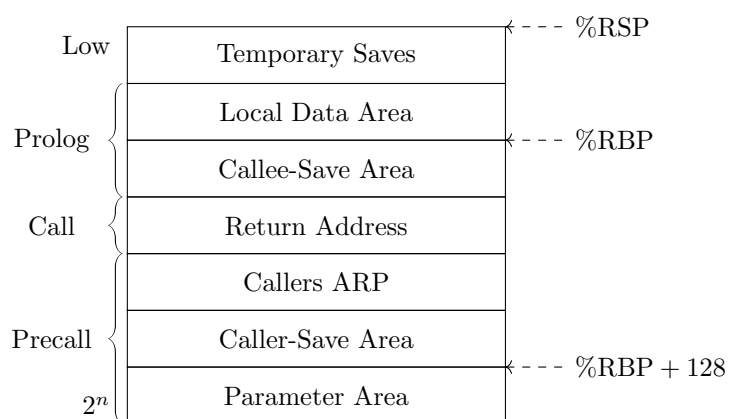 %RSP
Low
Temporary Saves
Local Data Area
Prolog
%RBP
Callee-Save Area
Call
Return Address
Callers ARP
Precall
Caller-Save Area
%RBP + 128
2ⁿ
Parameter Area